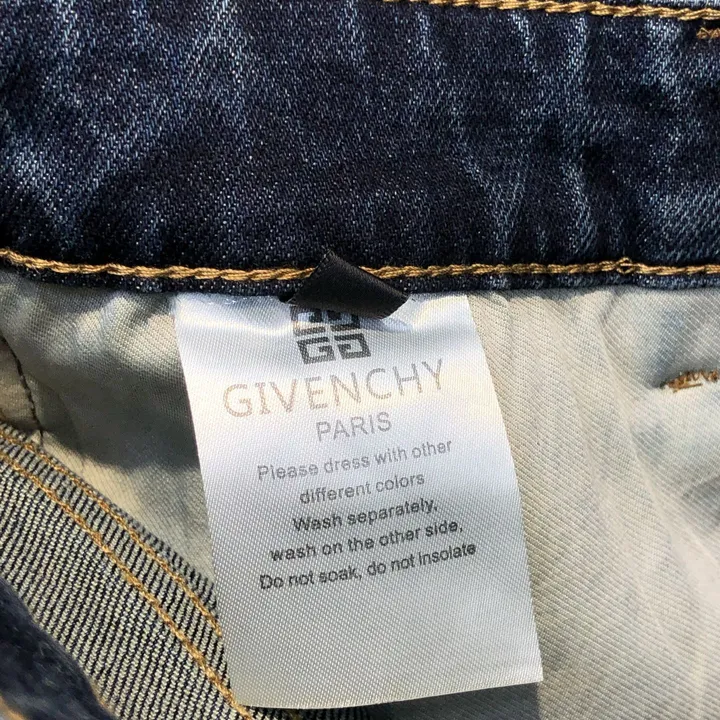 GIVENCHY
PARIS
Please dress with other
different colors
Wash separately,
wash on the other side,
Do not soak, do not insolate